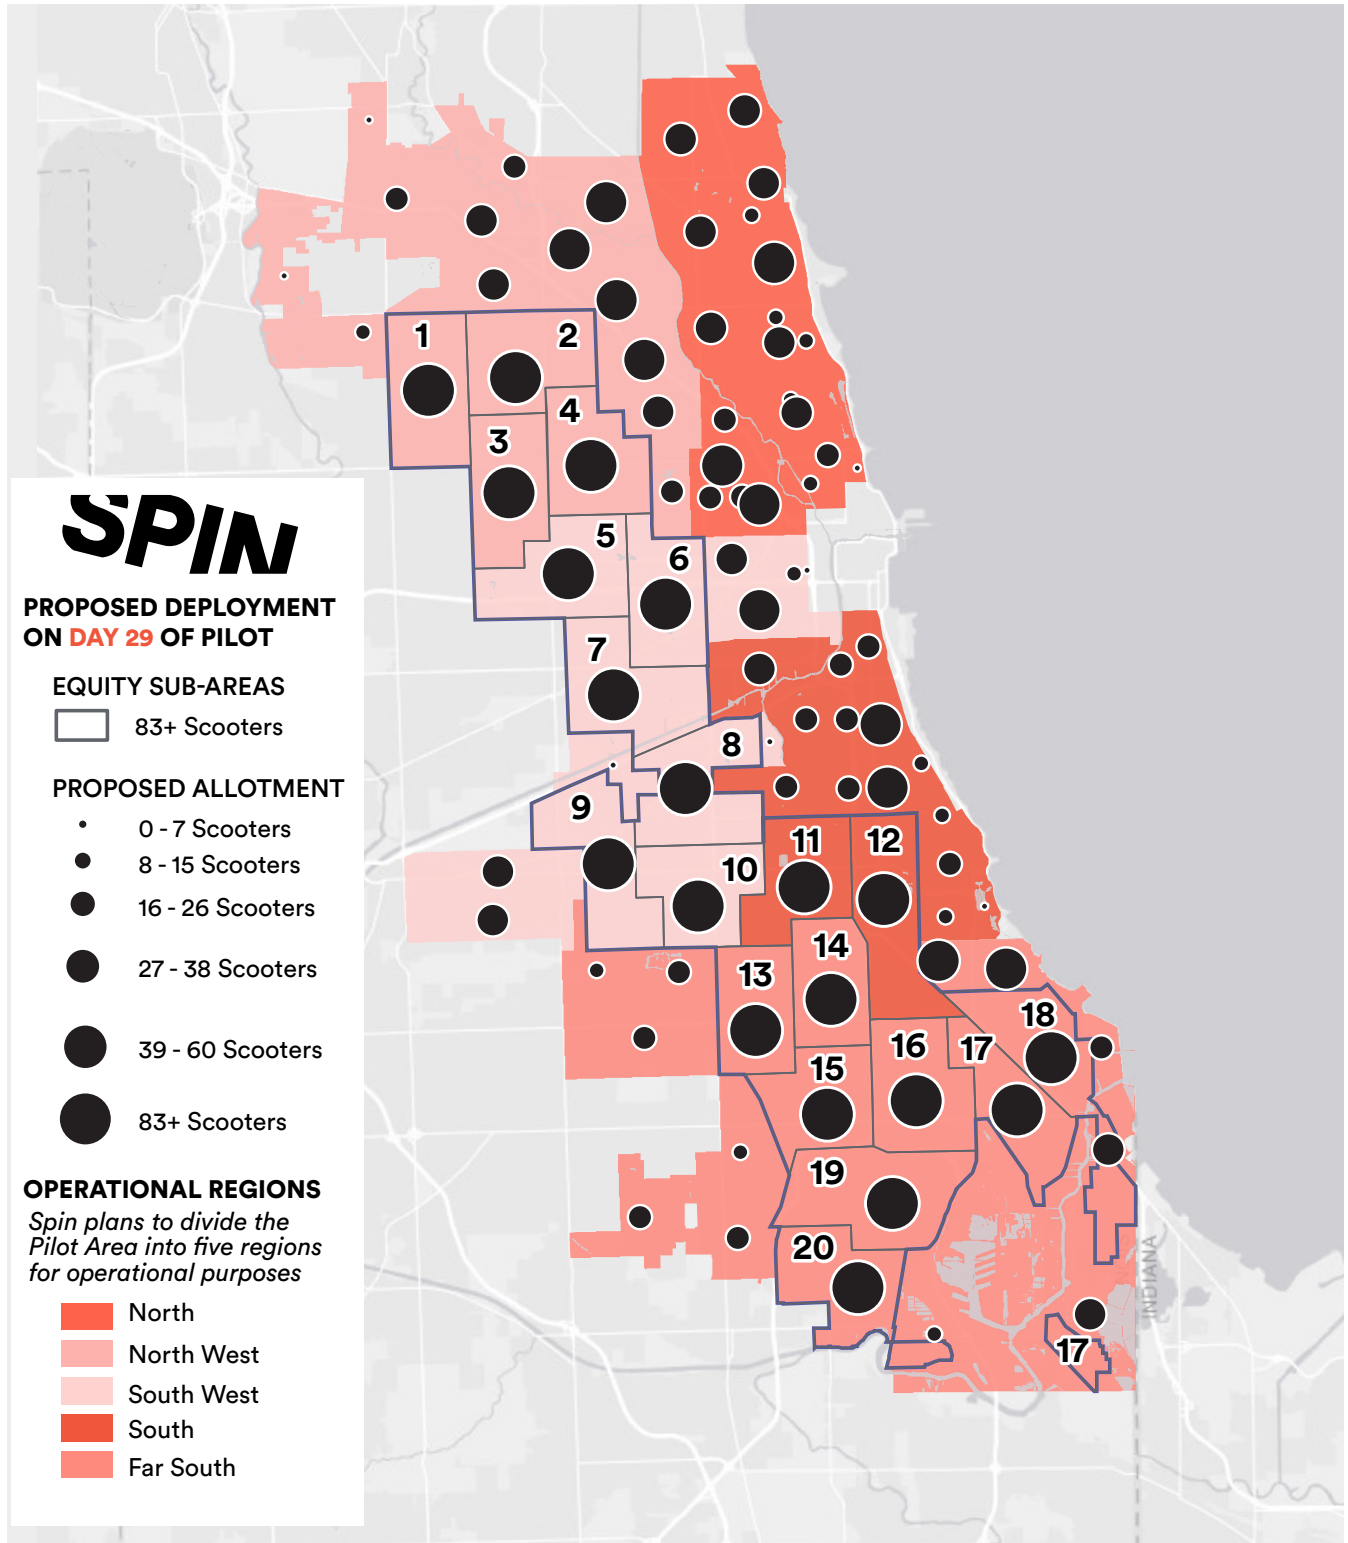 SPIN
PROPOSED DEPLOYMENT
ON DAY 29 OF PILOT
EQUITY SUB-AREAS
83+ Scooters
PROPOSED ALLOTMENT
0 - 7 Scooters
8 - 15 Scooters
16 - 26 Scooters
27 - 38 Scooters
39 - 60 Scooters
83+ Scooters
OPERATIONAL REGIONS
Spin plans to divide the
Pilot Area into five regions
for operational purposes
North
North West
South West
South
Far South
1
2
3
4
5
6
7
8
9
10
11
12
13
14
15
16
17
18
19
20
17
INDIANA